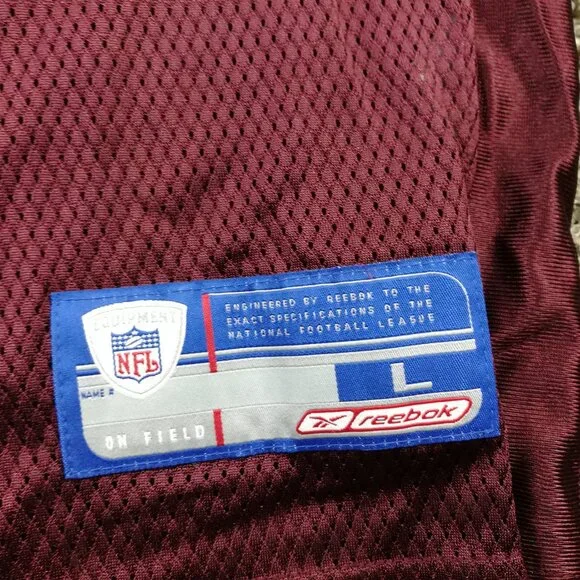 EQUIPMENT
NFL
ENGINEERED BY REEBOK TO THE
EXACT SPECIFICATIONS OF THE
NATIONAL FOOTBALL LEAGUE
NAME #
L
ON FIELD
reebok